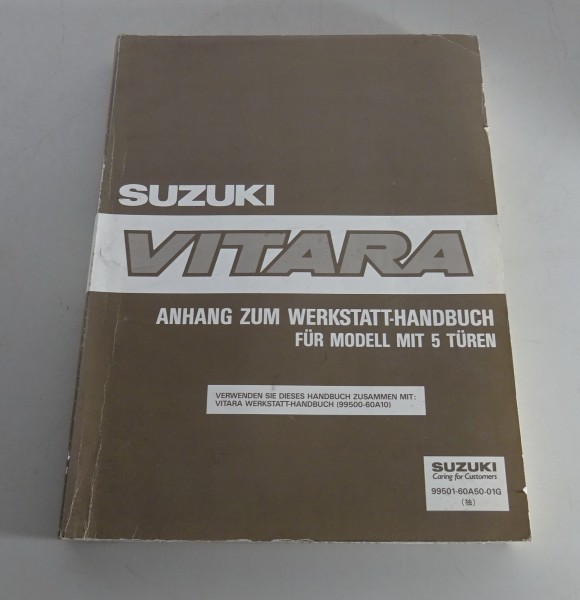 SUZUKI
VITARA
ANHANG ZUM WERKSTATT-HANDBUCH
FÜR MODELL MIT 5 TÜREN
VERWENDEN SIE DIESES HANDBUCH ZUSAMMEN MIT:
VITARA WERKSTATT-HANDBUCH (99500-60A10)
SUZUKI
Caring for Customers
99501-60A50-01G
(独)